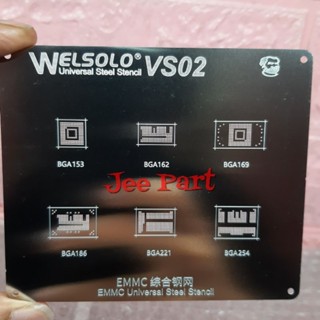 WELSOLO® VS02
Universal Steel Stencil
BGA153 BGA162 BGA169
Jee Part
BGA186 BGA221 BGA254
EMMC 综合钢网
EMMC Universal Steel Stencil